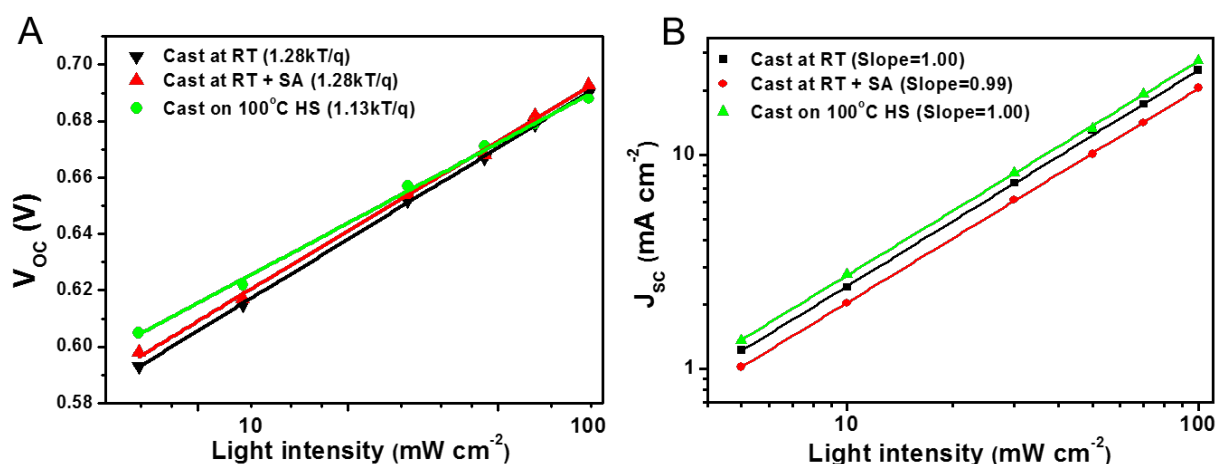 A
Cast at RT (1.28kT/q)
Cast at RT + SA (1.28kT/q)
Cast on 100°C HS (1.13kT/q)
0.70
0.68
0.66
0.64
0.62
0.60
0.58
V_OC (V)
10
100
Light intensity (mW cm⁻²)
B
Cast at RT (Slope=1.00)
Cast at RT + SA (Slope=0.99)
Cast on 100°C HS (Slope=1.00)
10
1
J_SC (mA cm⁻²)
10
100
Light intensity (mW cm⁻²)